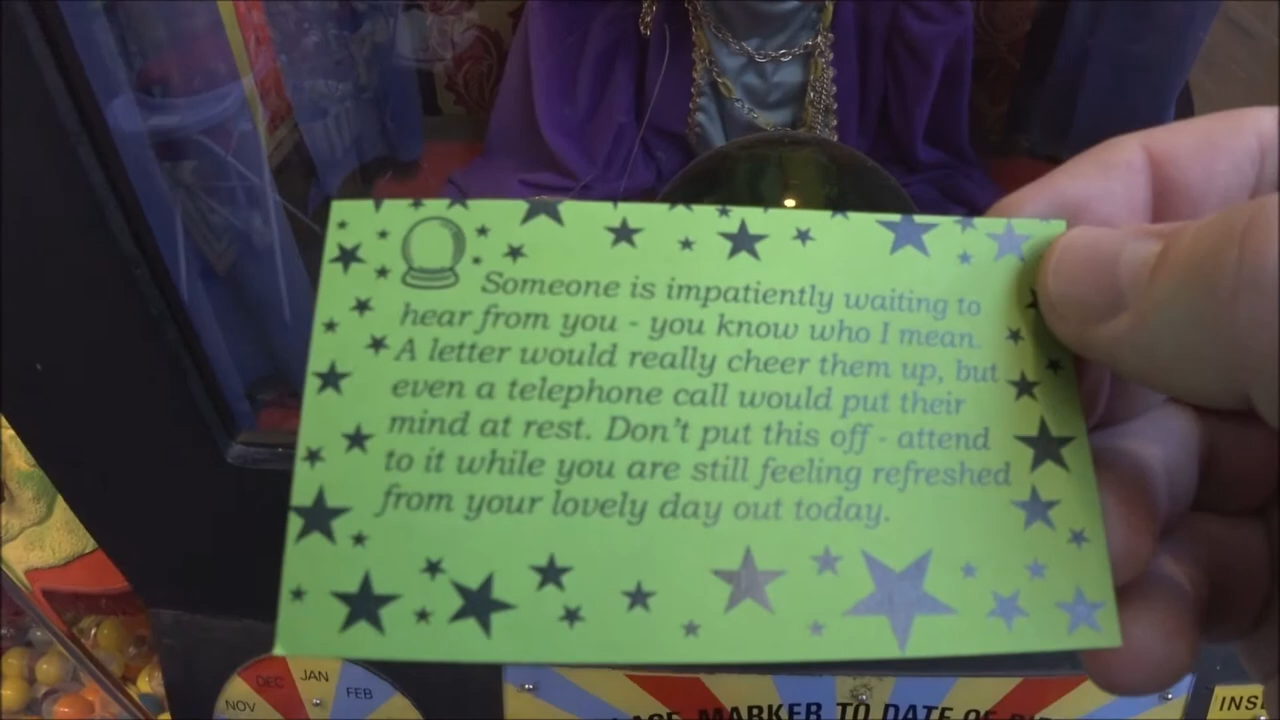 Someone is impatiently waiting to
hear from you - you know who I mean.
A letter would really cheer them up, but
even a telephone call would put their
mind at rest. Don't put this off - attend
to it while you are still feeling refreshed
from your lovely day out today.
NOV DEC JAN FEB
MARKER TO DATE OF